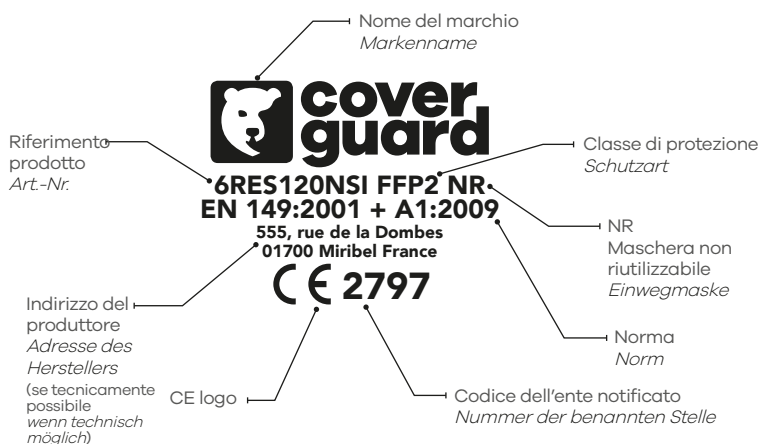 Nome del marchio
Markenname
cover
guard
Riferimento
prodotto
Art.-Nr.
Classe di protezione
Schutzart
6RES120NSI FFP2 NR
EN 149:2001 + A1:2009
555, rue de la Dombes
01700 Miribel France
CE 2797
NR
Maschera non
riutilizzabile
Einwegmaske
Indirizzo del
produttore
Adresse des
Herstellers
(se tecnicamente
possibile
wenn technisch
möglich)
CE logo
Norma
Norm
Codice dell'ente notificato
Nummer der benannten Stelle